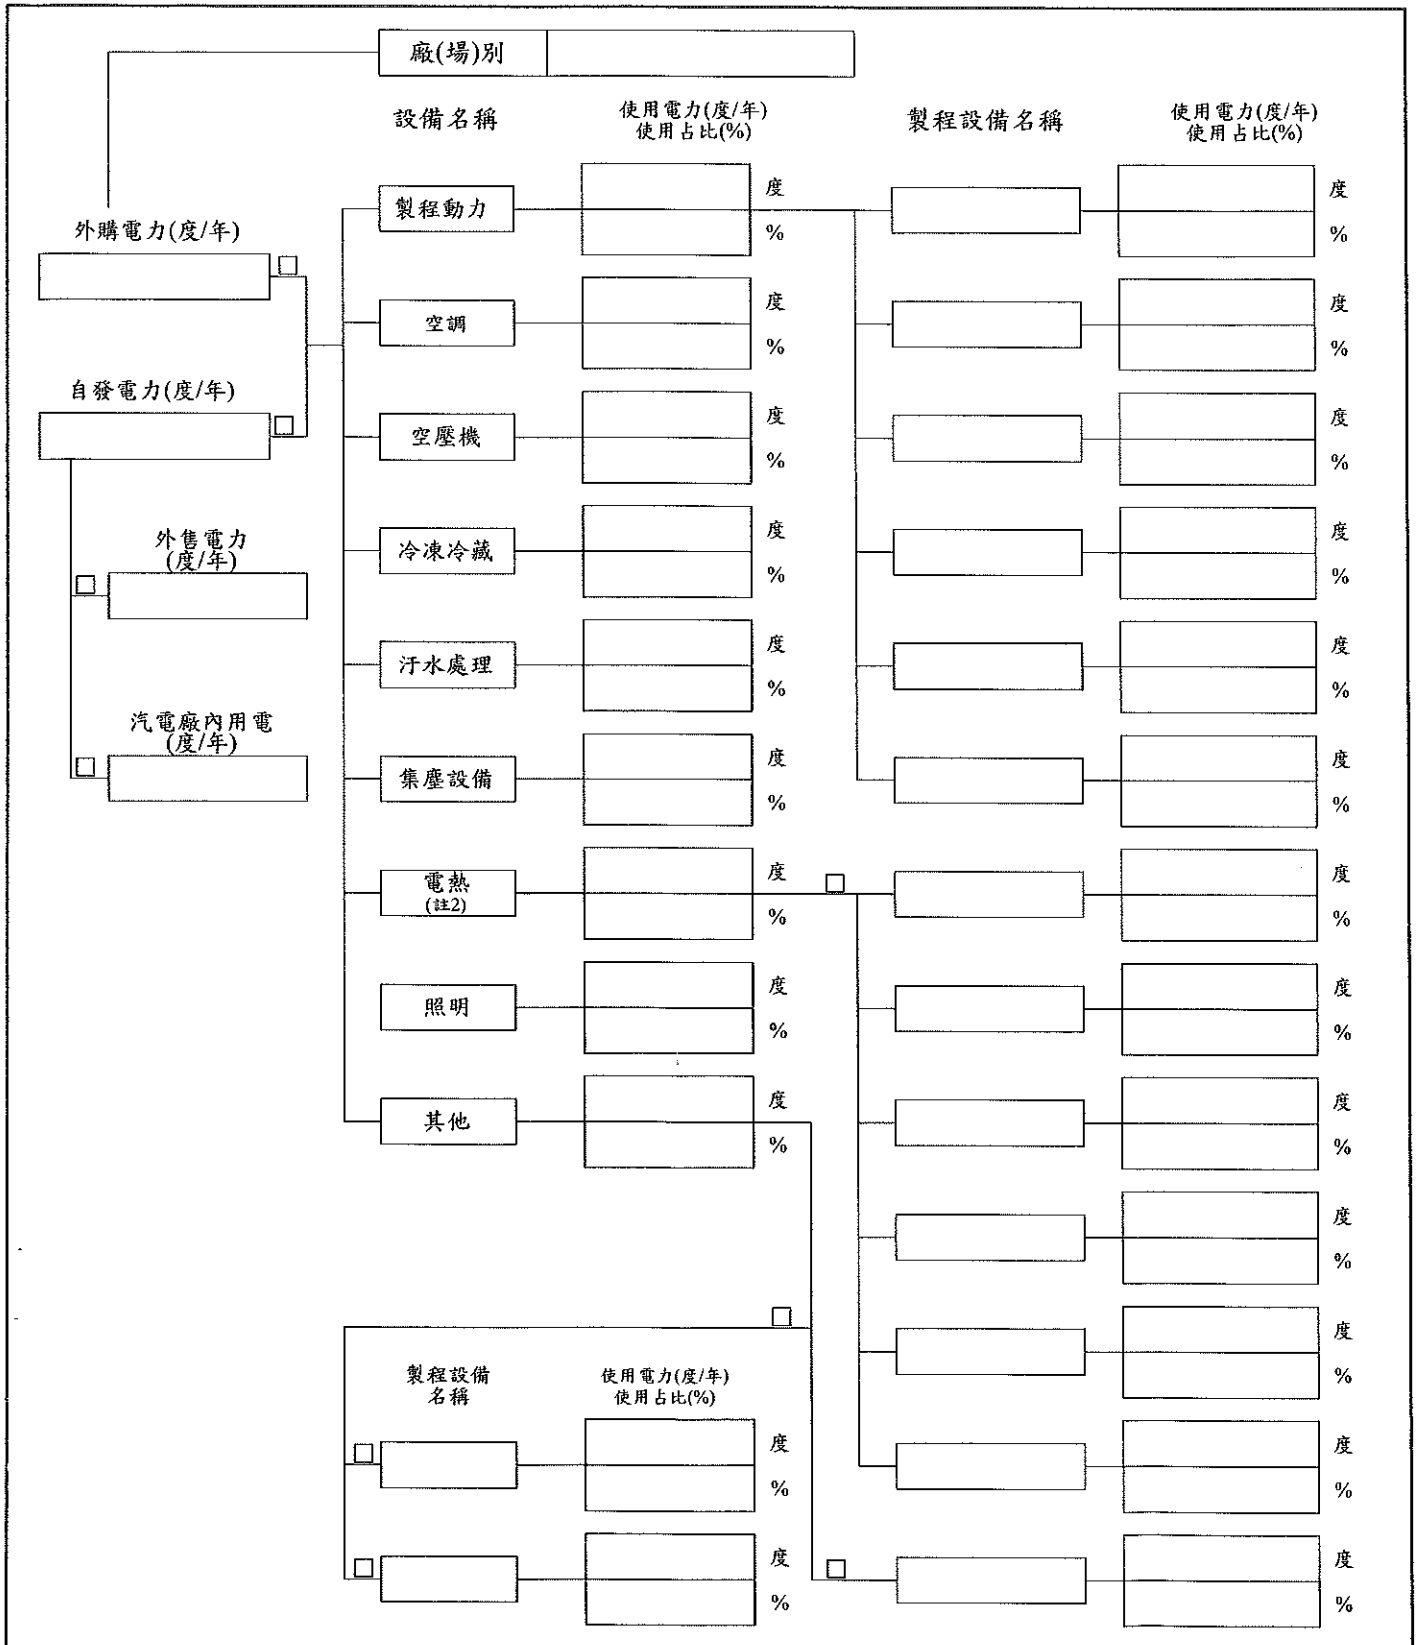 廠(場)別
設備名稱
使用電力(度/年)
使用占比(%)
製程設備名稱
使用電力(度/年)
使用占比(%)
外購電力(度/年)
製程動力
度
%
度
%
空調
度
%
度
%
自發電力(度/年)
空壓機
度
%
度
%
外售電力
(度/年)
冷凍冷藏
度
%
度
%
汙水處理
度
%
度
%
汽電廠內用電
(度/年)
集塵設備
度
%
度
%
電熱
(註2)
度
%
度
%
照明
度
%
度
%
其他
度
%
度
%
度
%
度
%
製程設備
名稱
使用電力(度/年)
使用占比(%)
度
%
度
%
度
%
度
%